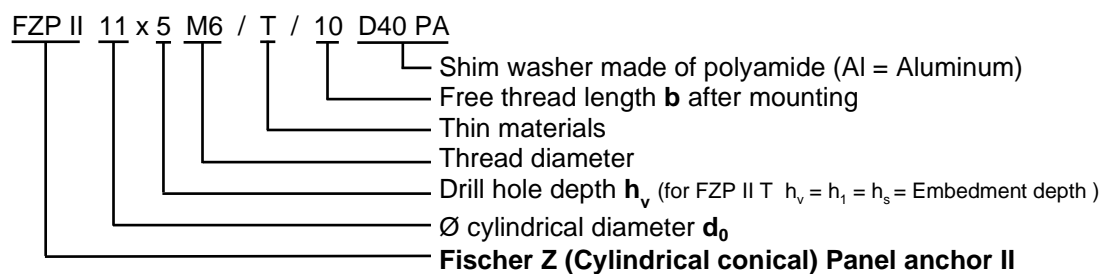 FZP II 11 x 5 M6 / T / 10 D40 PA
Shim washer made of polyamide (Al = Aluminum)
Free thread length b after mounting
Thin materials
Thread diameter
Drill hole depth hv (for FZP II T hv = h1 = hs = Embedment depth )
Ø cylindrical diameter d0
Fischer Z (Cylindrical conical) Panel anchor II